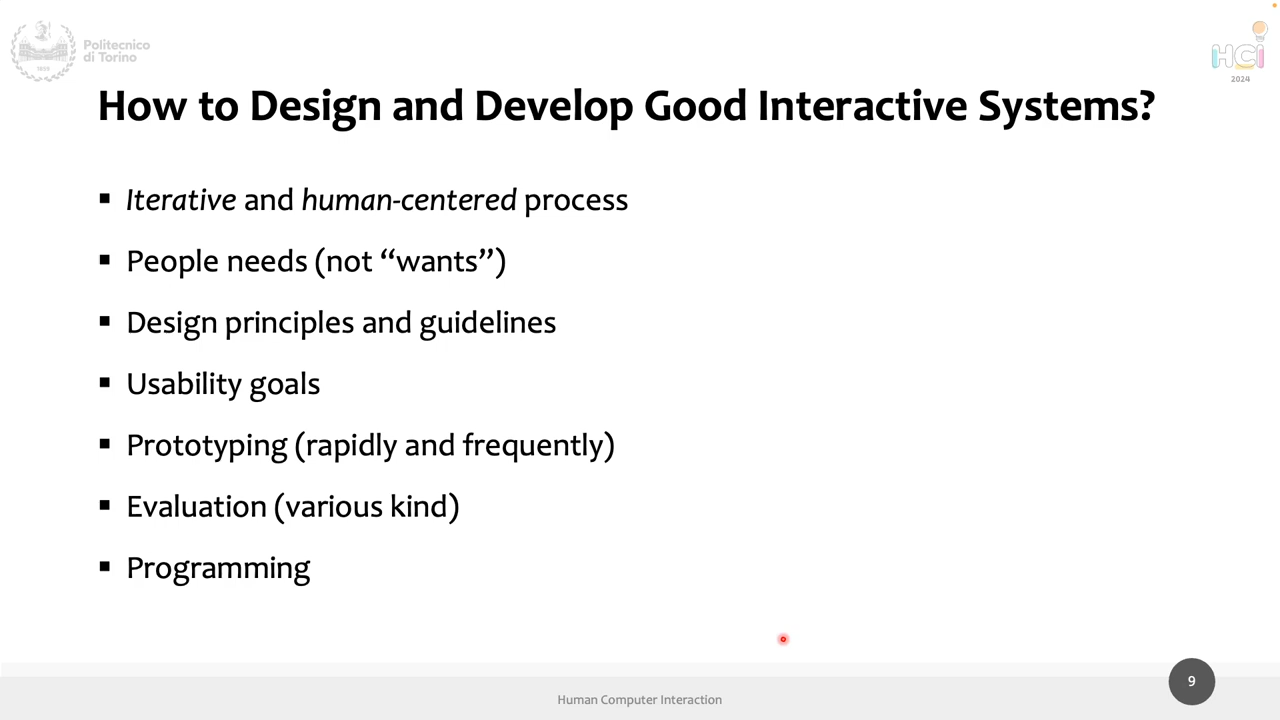 Politecnico
di Torino
1859
HCI
2024
How to Design and Develop Good Interactive Systems?
▪ Iterative and human-centered process
▪ People needs (not “wants”)
▪ Design principles and guidelines
▪ Usability goals
▪ Prototyping (rapidly and frequently)
▪ Evaluation (various kind)
▪ Programming
Human Computer Interaction
9